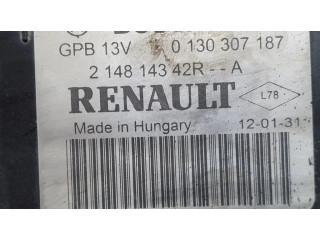 GPB 13V 0 130 307 187
2 148 143 42R - - A
RENAULT
L78
Made in Hungary 12-01-31